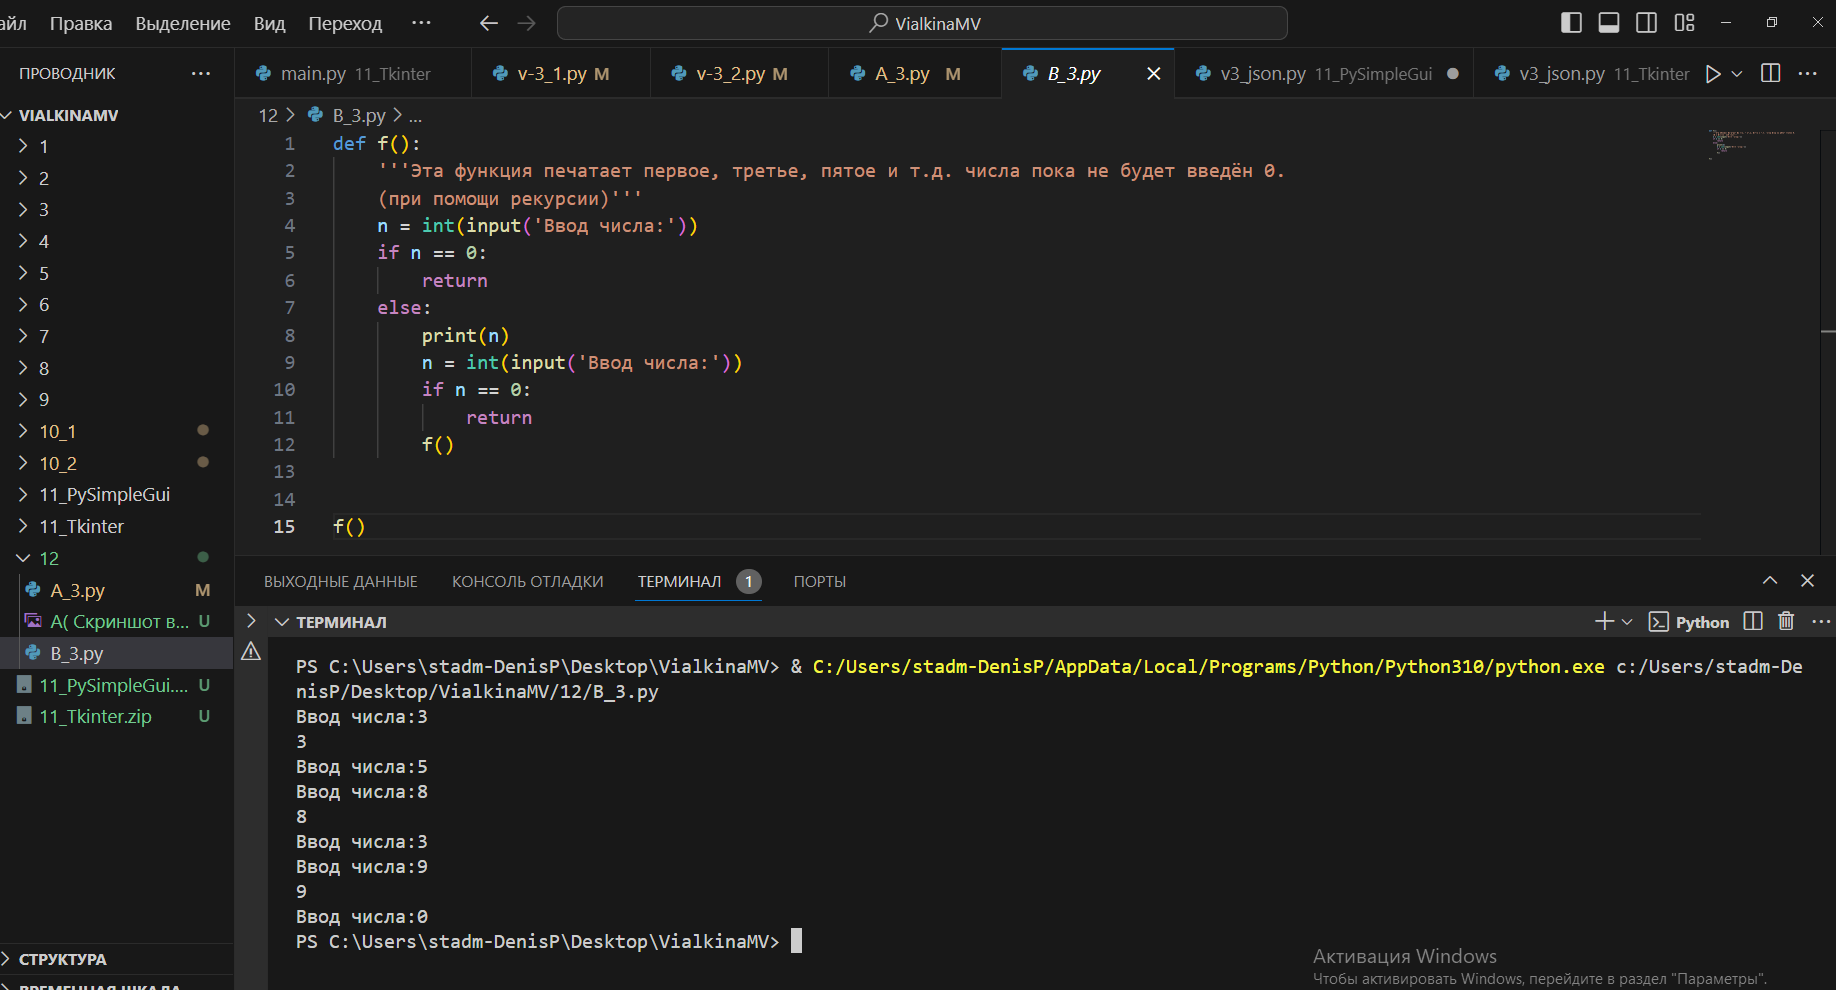 айл Правка Выделение Вид Переход ··· VialkinaMV
ПРОВОДНИК ···
VIALKINAMV
1
2
3
4
5
6
7
8
9
10_1
10_2
11_PySimpleGui
11_Tkinter
12
A_3.py M
A( Скриншот в... U
B_3.py
11_PySimpleGui.... U
11_Tkinter.zip U
СТРУКТУРА
ВРЕМЕННАЯ ШКАЛА
main.py 11_Tkinter v-3_1.py M v-3_2.py M A_3.py M B_3.py v3_json.py 11_PySimpleGui v3_json.py 11_Tkinter ···
12 > B_3.py > ...
1 def f():
2 '''Эта функция печатает первое, третье, пятое и т.д. числа пока не будет введён 0.
3 (при помощи рекурсии)'''
4 n = int(input('Ввод числа:'))
5 if n == 0:
6 return
7 else:
8 print(n)
9 n = int(input('Ввод числа:'))
10 if n == 0:
11 return
12 f()
13
14
15 f()
ВЫХОДНЫЕ ДАННЫЕ КОНСОЛЬ ОТЛАДКИ ТЕРМИНАЛ 1 ПОРТЫ
ТЕРМИНАЛ Python ···
PS C:\Users\stadm-DenisP\Desktop\VialkinaMV> & C:/Users/stadm-DenisP/AppData/Local/Programs/Python/Python310/python.exe c:/Users/stadm-De
nisP/Desktop/VialkinaMV/12/B_3.py
Ввод числа:3
3
Ввод числа:5
Ввод числа:8
8
Ввод числа:3
Ввод числа:9
9
Ввод числа:0
PS C:\Users\stadm-DenisP\Desktop\VialkinaMV>
Активация Windows
Чтобы активировать Windows, перейдите в раздел "Параметры".